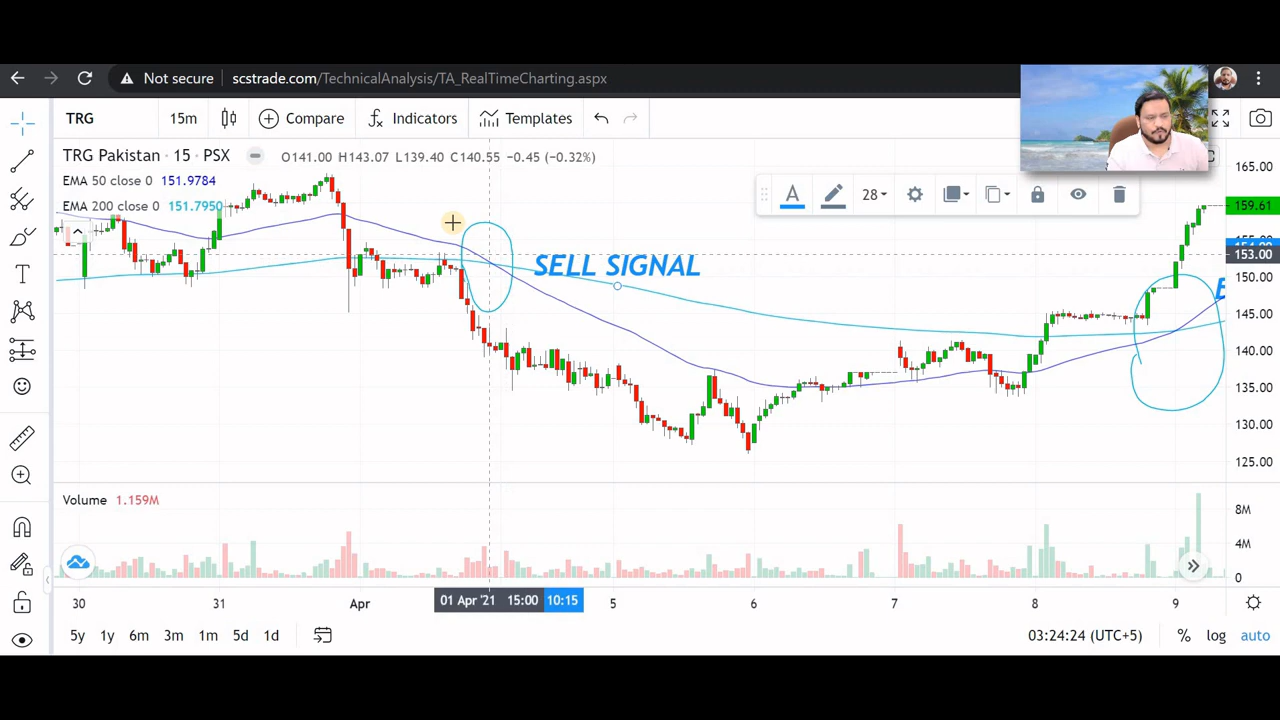 Not secure scstrade.com/TechnicalAnalysis/TA_RealTimeCharting.aspx
TRG 15m Compare Indicators Templates
TRG Pakistan · 15 · PSX O141.00 H143.07 L139.40 C140.55 −0.45 (−0.32%)
EMA 50 close 0 151.9784
EMA 200 close 0 151.7950
A 28
SELL SIGNAL
165.00
159.61
153.00
150.00
145.00
140.00
135.00
130.00
125.00
Volume 1.159M
8M
4M
0
30 31 Apr 01 Apr '21 15:00 10:15 5 6 7 8 9
5y 1y 6m 3m 1m 5d 1d 03:24:24 (UTC+5) % log auto